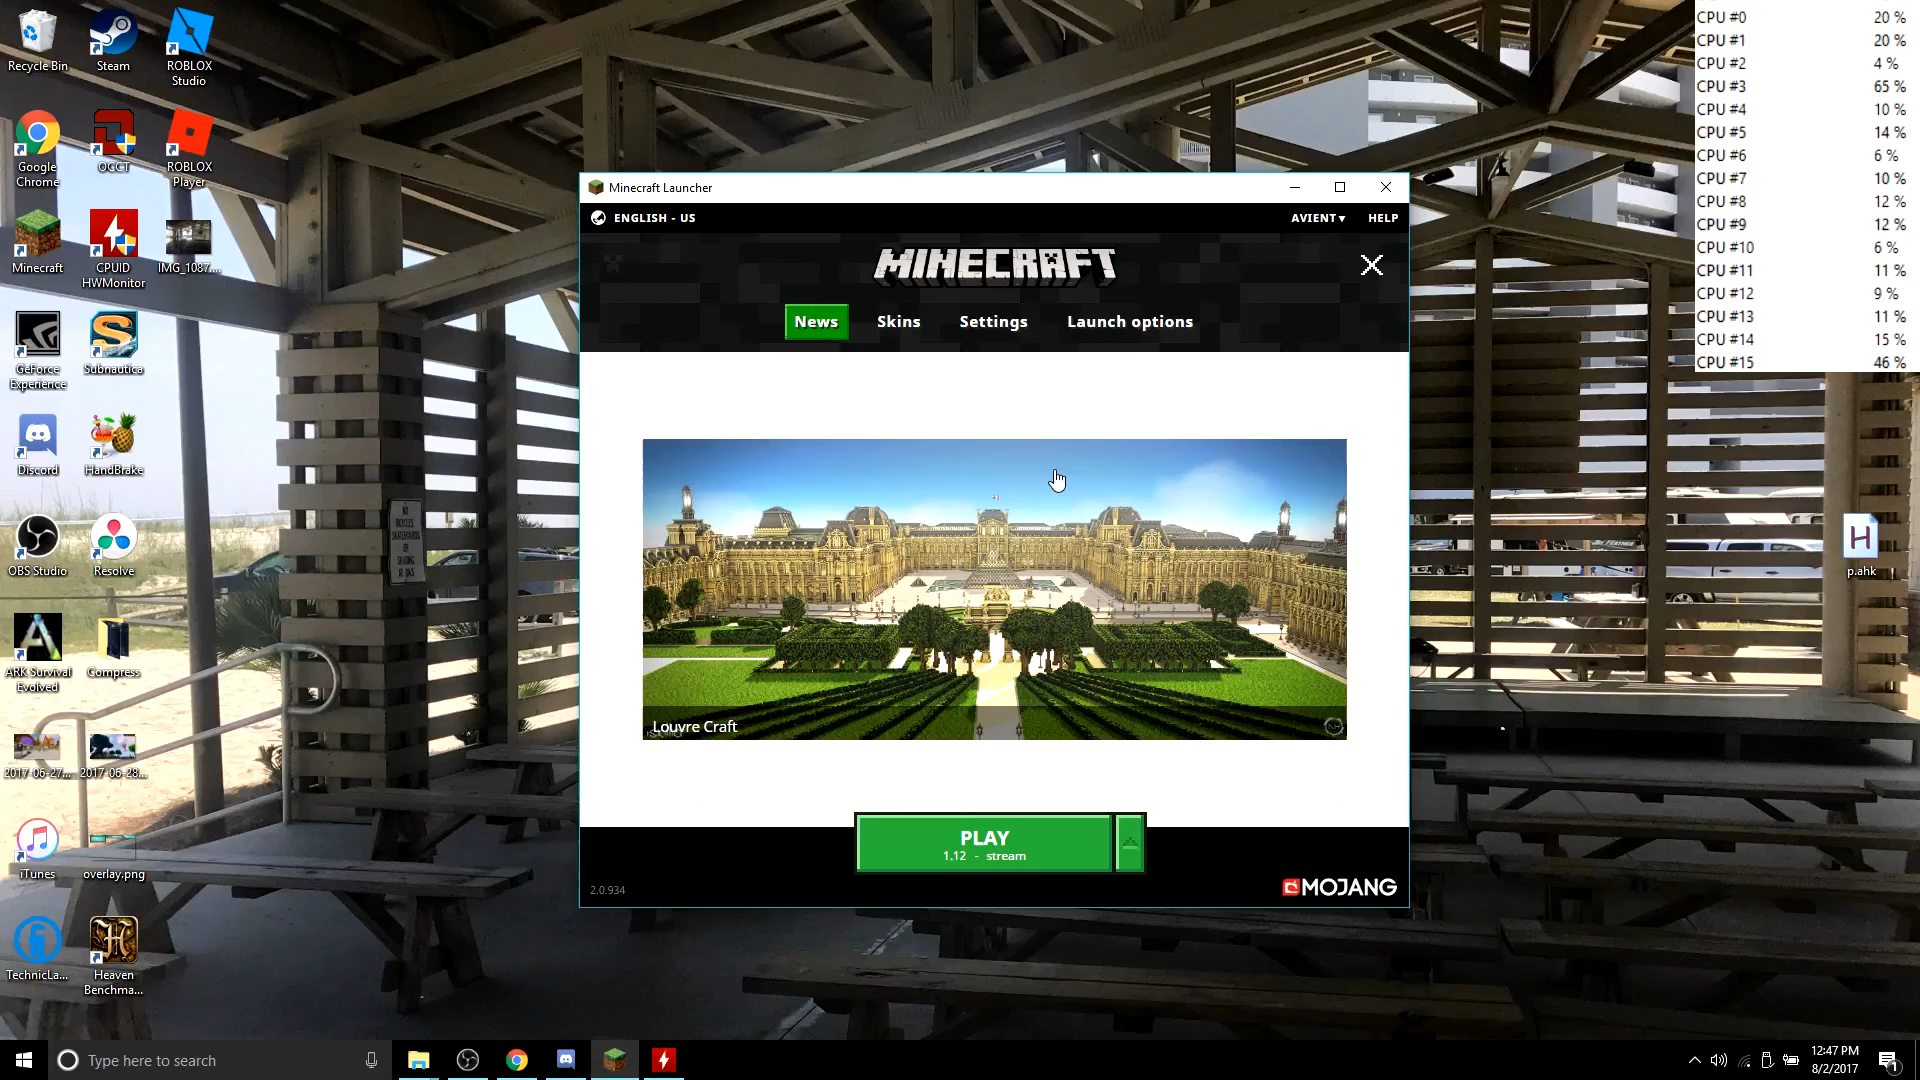 Recycle Bin
Steam
ROBLOX
Studio
Google
Chrome
OCCT
ROBLOX
Player
Minecraft
CPUID
HWMonitor
IMG_1087....
GeForce
Experience
Subnautica
Discord
HandBrake
OBS Studio
Resolve
ARK Survival
Evolved
Compress
2017-06-27...
2017-06-28...
iTunes
overlay.png
TechnicLa...
Heaven
Benchma...
NO
BICYCLES
SKATEBOARDS
OR
Minecraft Launcher
ENGLISH - US
AVIENT▾
HELP
MINECRAFT
News
Skins
Settings
Launch options
Louvre Craft
PLAY
1.12 - stream
2.0.934
MOJANG
CPU #0 20 %
CPU #1 20 %
CPU #2 4 %
CPU #3 65 %
CPU #4 10 %
CPU #5 14 %
CPU #6 6 %
CPU #7 10 %
CPU #8 12 %
CPU #9 12 %
CPU #10 6 %
CPU #11 11 %
CPU #12 9 %
CPU #13 11 %
CPU #14 15 %
CPU #15 46 %
H
p.ahk
Type here to search
12:47 PM
8/2/2017
1